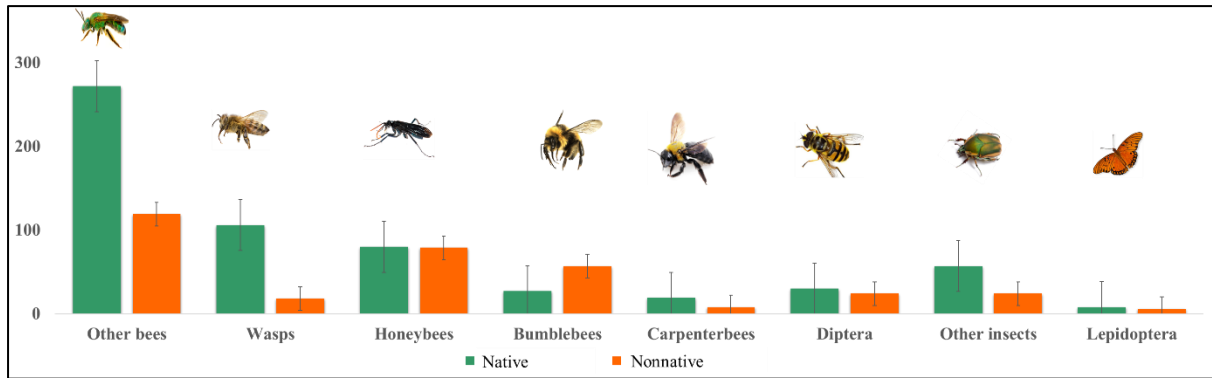 300
200
100
0
Other bees Wasps Honeybees Bumblebees Carpenterbees Diptera Other insects Lepidoptera
Native Nonnative